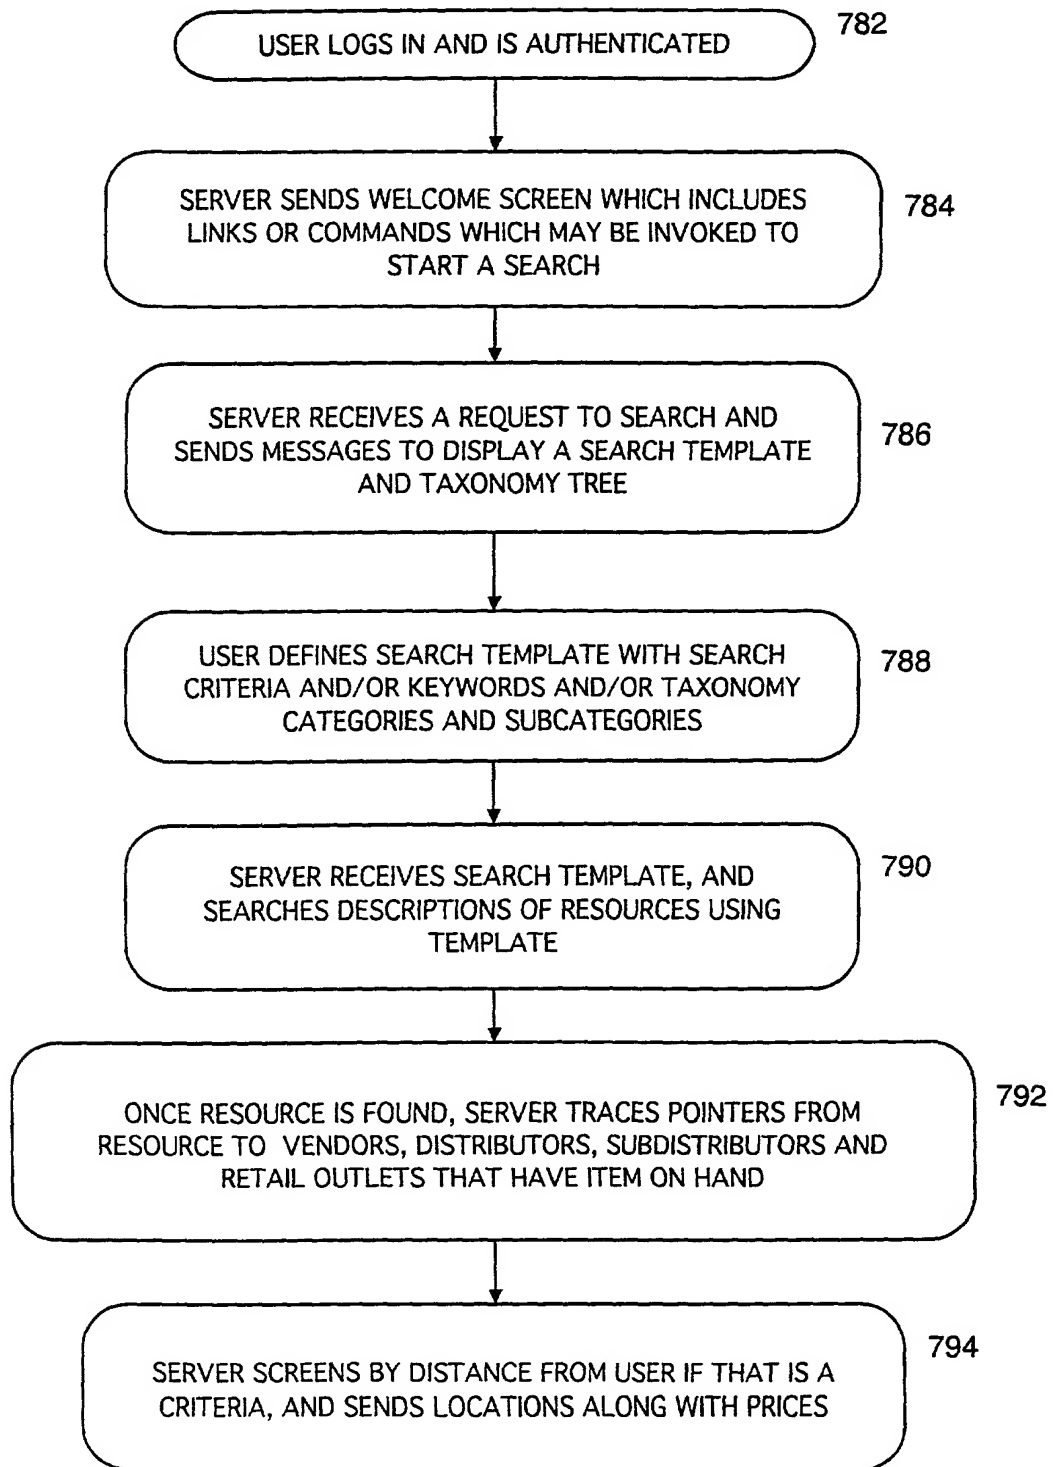 USER LOGS IN AND IS AUTHENTICATED
782
SERVER SENDS WELCOME SCREEN WHICH INCLUDES
LINKS OR COMMANDS WHICH MAY BE INVOKED TO
START A SEARCH
784
SERVER RECEIVES A REQUEST TO SEARCH AND
SENDS MESSAGES TO DISPLAY A SEARCH TEMPLATE
AND TAXONOMY TREE
786
USER DEFINES SEARCH TEMPLATE WITH SEARCH
CRITERIA AND/OR KEYWORDS AND/OR TAXONOMY
CATEGORIES AND SUBCATEGORIES
788
SERVER RECEIVES SEARCH TEMPLATE, AND
SEARCHES DESCRIPTIONS OF RESOURCES USING
TEMPLATE
790
ONCE RESOURCE IS FOUND, SERVER TRACES POINTERS FROM
RESOURCE TO VENDORS, DISTRIBUTORS, SUBDISTRIBUTORS AND
RETAIL OUTLETS THAT HAVE ITEM ON HAND
792
SERVER SCREENS BY DISTANCE FROM USER IF THAT IS A
CRITERIA, AND SENDS LOCATIONS ALONG WITH PRICES
794